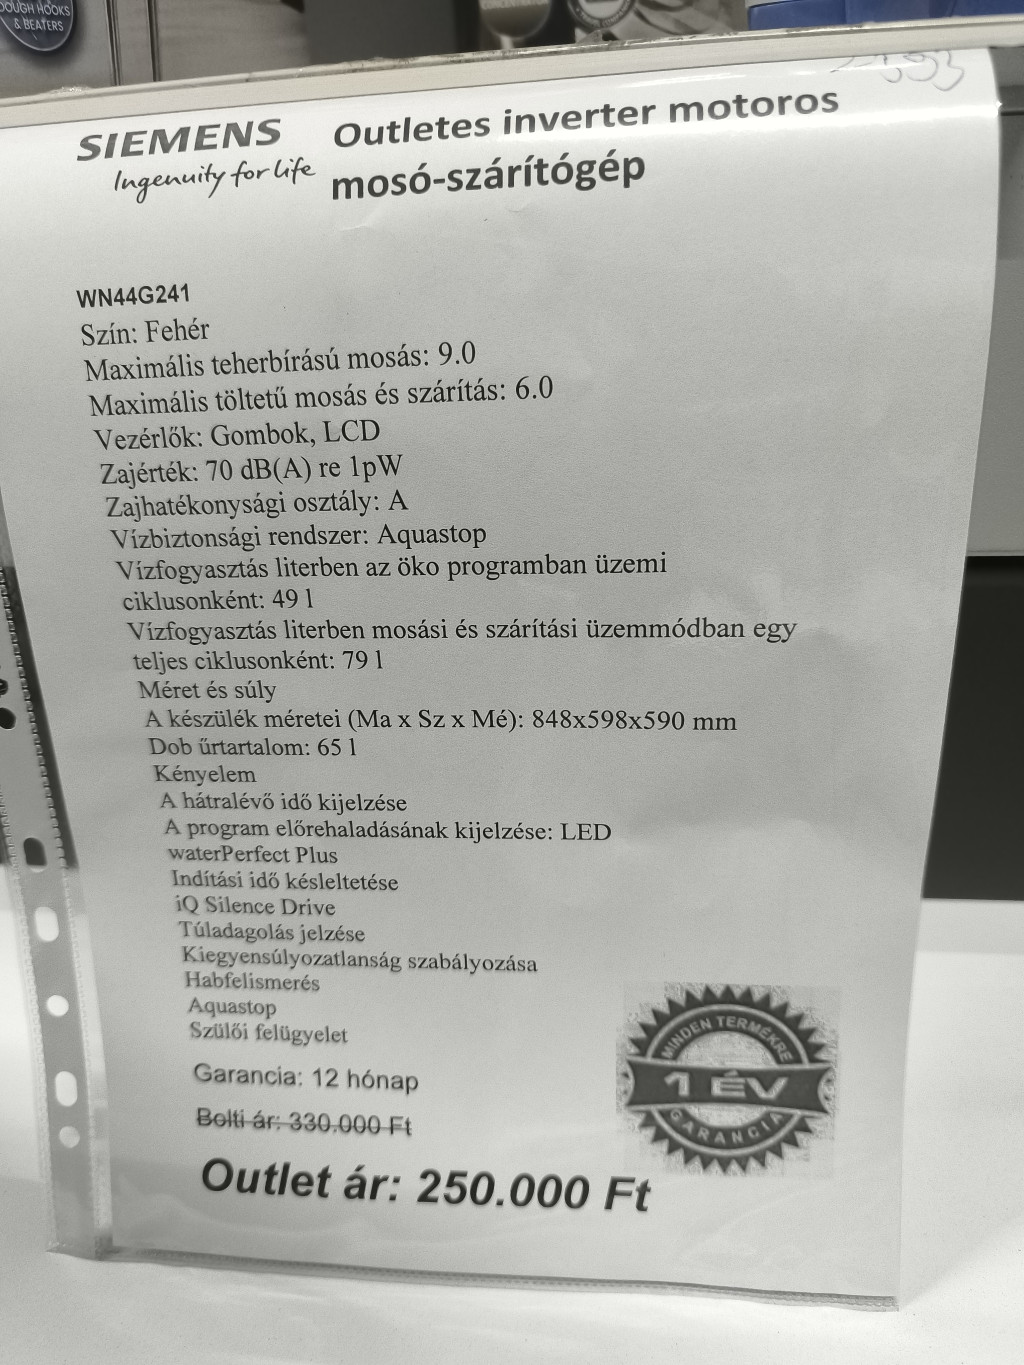 DOUGH HOOKS
& BEATERS
SIEMENS
Ingenuity for life
Outletes inverter motoros
mosó-szárítógép
WN44G241
Szín: Fehér
Maximális teherbírású mosás: 9.0
Maximális töltetű mosás és szárítás: 6.0
Vezérlők: Gombok, LCD
Zajérték: 70 dB(A) re 1pW
Zajhatékonysági osztály: A
Vízbiztonsági rendszer: Aquastop
Vízfogyasztás literben az öko programban üzemi
ciklusonként: 49 l
Vízfogyasztás literben mosási és szárítási üzemmódban egy
teljes ciklusonként: 79 l
Méret és súly
A készülék méretei (Ma x Sz x Mé): 848x598x590 mm
Dob űrtartalom: 65 l
Kényelem
A hátralévő idő kijelzése
A program előrehaladásának kijelzése: LED
waterPerfect Plus
Indítási idő késleltetése
iQ Silence Drive
Túladagolás jelzése
Kiegyensúlyozatlanság szabályozása
Habfelismerés
Aquastop
Szülői felügyelet
Garancia: 12 hónap
Bolti ár: 330.000 Ft
Outlet ár: 250.000 Ft
MINDEN TERMÉKRE
1 ÉV
GARANCIA